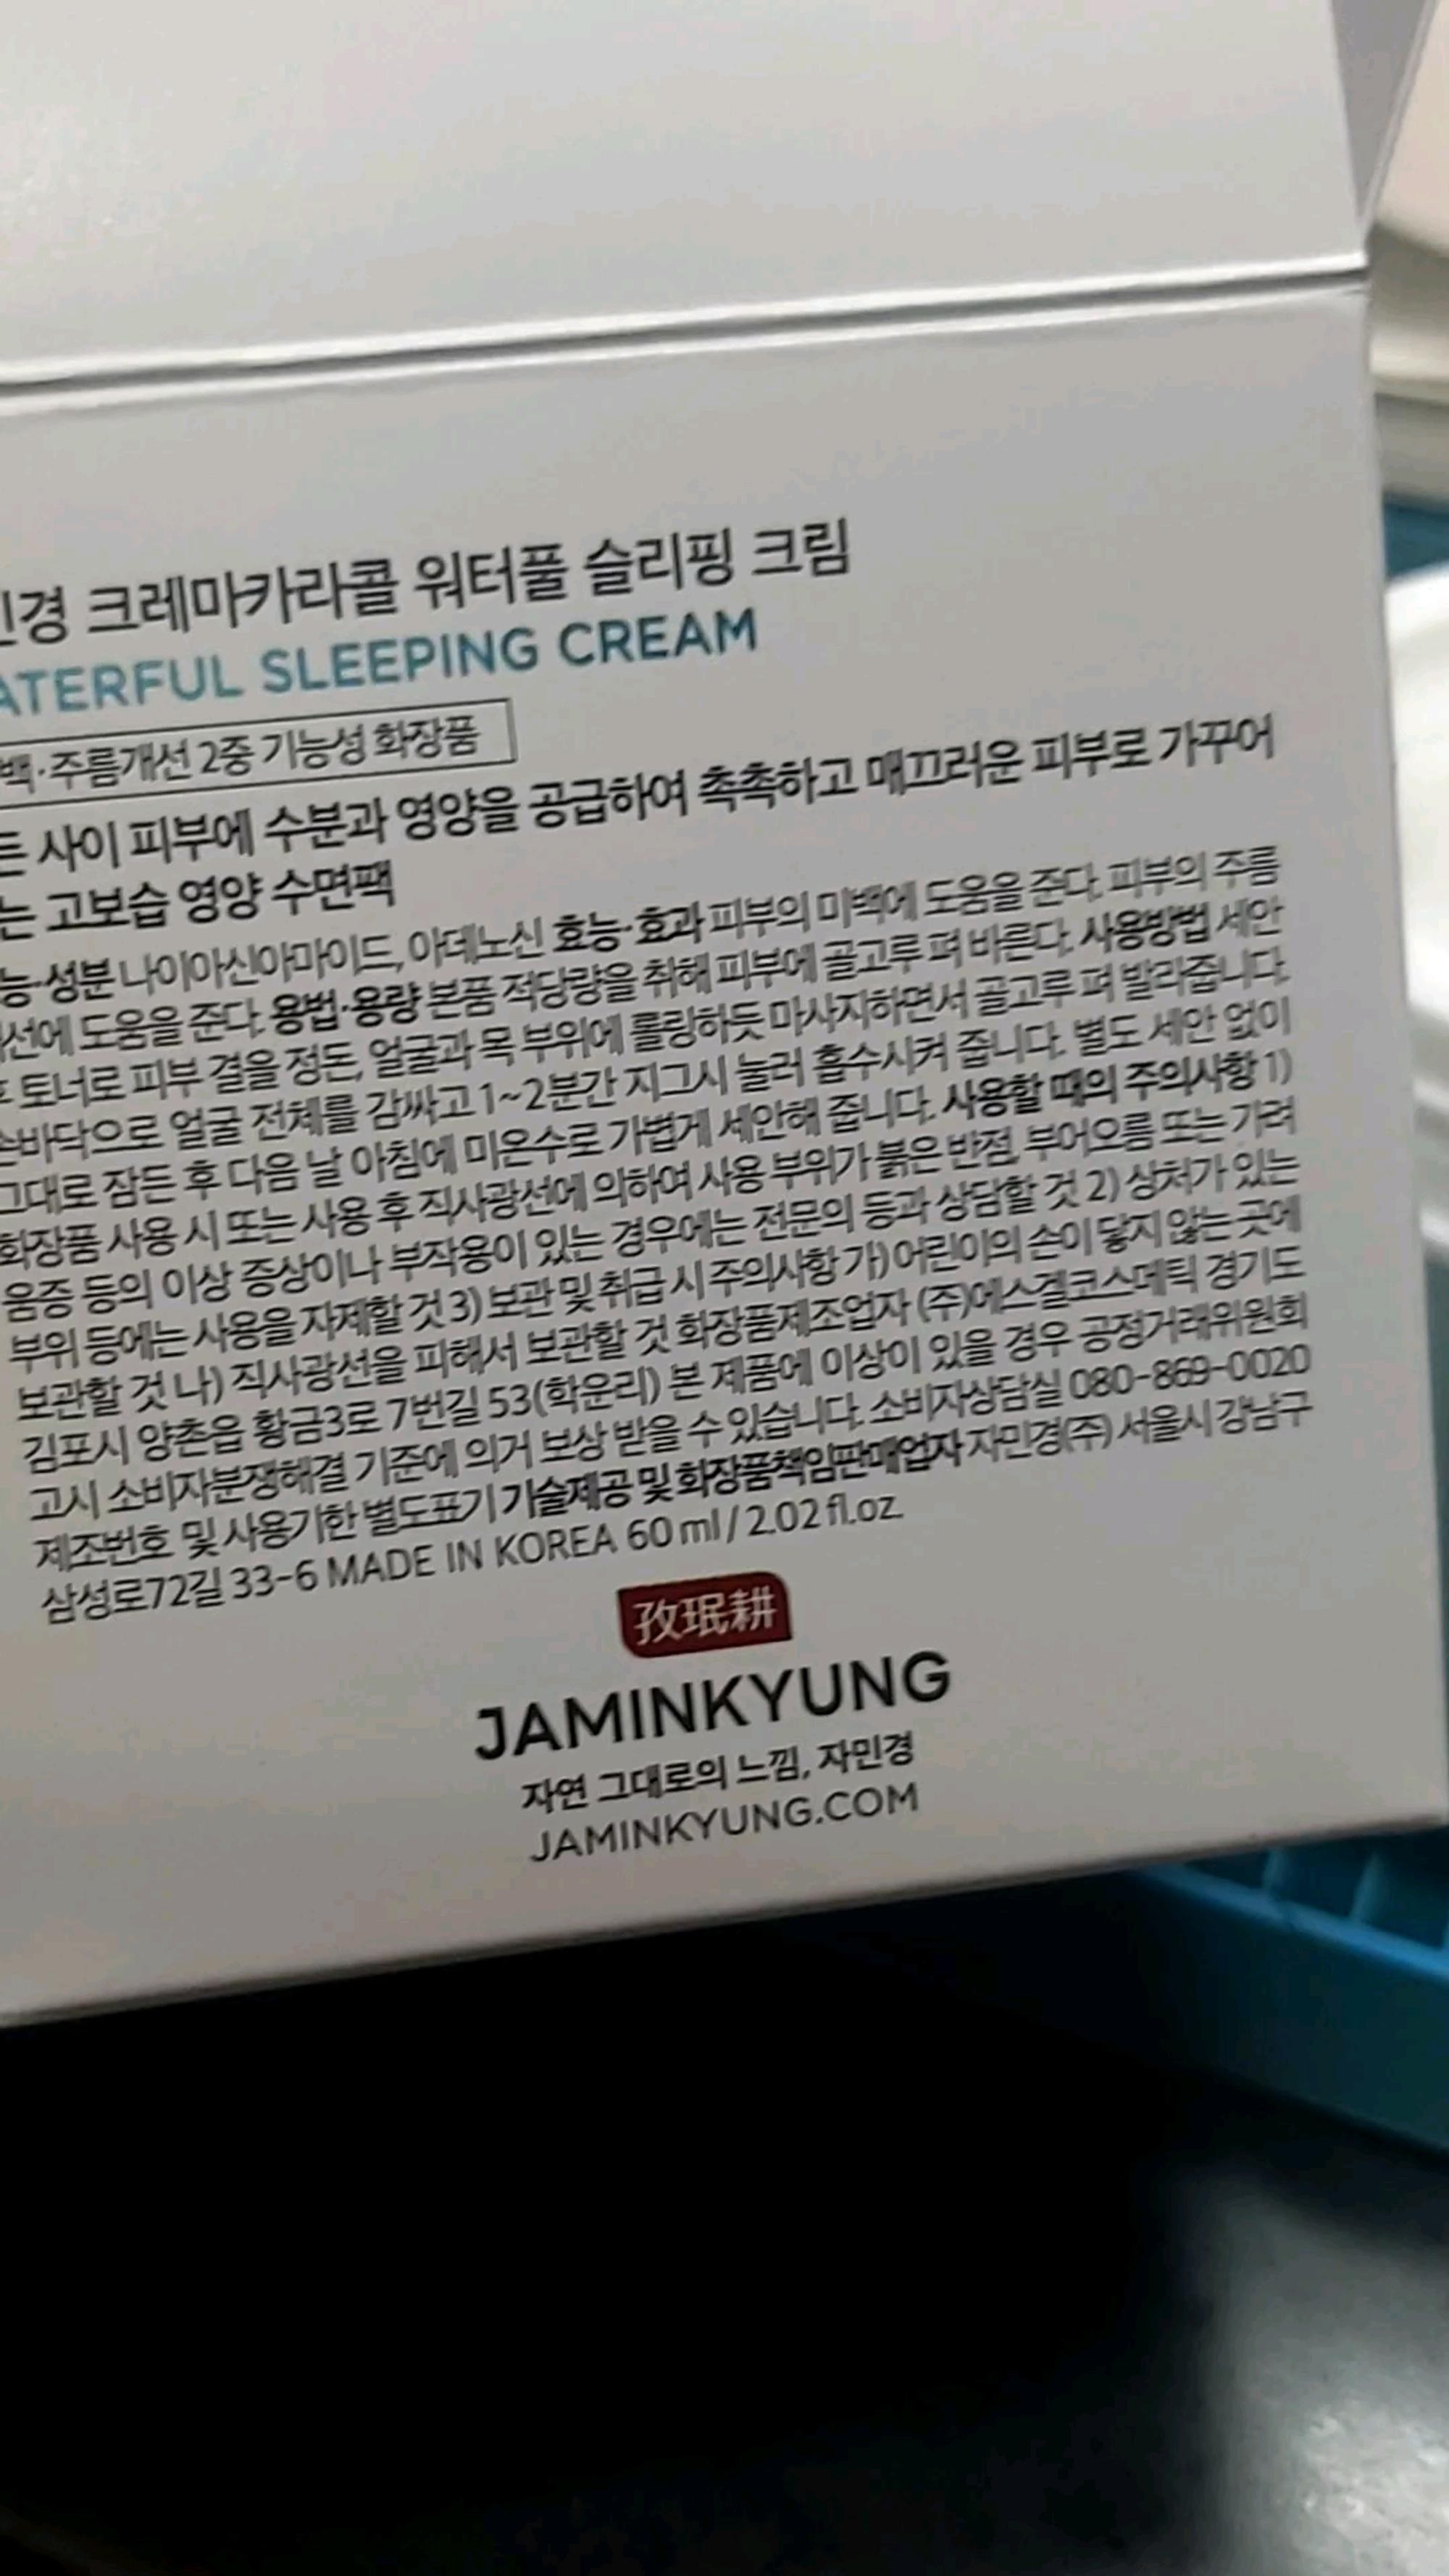 경 크레마카라콜 워터풀 슬리핑 크림
ATERFUL SLEEPING CREAM
백·주름개선 2중 기능성 화장품
든 사이 피부에 수분과 영양을 공급하여 촉촉하고 매끄러운 피부로 가꾸어
는 고보습 영양 수면팩
능·성분 나이아신아마이드, 아데노신 효능·효과 피부의 미백에 도움을 준다. 피부의 주름
선에 도움을 준다. 용법·용량 본품 적당량을 취해 피부에 골고루 펴 바른다. 사용방법 세안
토너로 피부 결을 정돈, 얼굴과 목 부위에 롤링하듯 마사지하면서 골고루 펴 발라줍니다.
손바닥으로 얼굴 전체를 감싸고 1~2분간 지그시 눌러 흡수시켜 줍니다. 별도 세안 없이
그대로 잠든 후 다음 날 아침에 미온수로 가볍게 세안해 줍니다. 사용할 때의 주의사항 1)
화장품 사용 시 또는 사용 후 직사광선에 의하여 사용 부위가 붉은 반점, 부어오름 또는 가려
움증 등의 이상 증상이나 부작용이 있는 경우에는 전문의 등과 상담할 것 2) 상처가 있는
부위 등에는 사용을 자제할 것 3) 보관 및 취급 시 주의사항 가) 어린이의 손이 닿지 않는 곳에
보관할 것 나) 직사광선을 피해서 보관할 것 화장품제조업자 (주)에스겔코스메틱 경기도
김포시 양촌읍 황금3로 7번길 53(학운리) 본 제품에 이상이 있을 경우 공정거래위원회
고시 소비자분쟁해결 기준에 의거 보상 받을 수 있습니다. 소비자상담실 080-869-0020
제조번호 및 사용기한 별도표기 기술제공 및 화장품책임판매업자 자민경(주) 서울시 강남구
삼성로72길 33-6 MADE IN KOREA 60 ml / 2.02 fl.oz.
孜珉耕
JAMINKYUNG
자연 그대로의 느낌, 자민경
JAMINKYUNG.COM